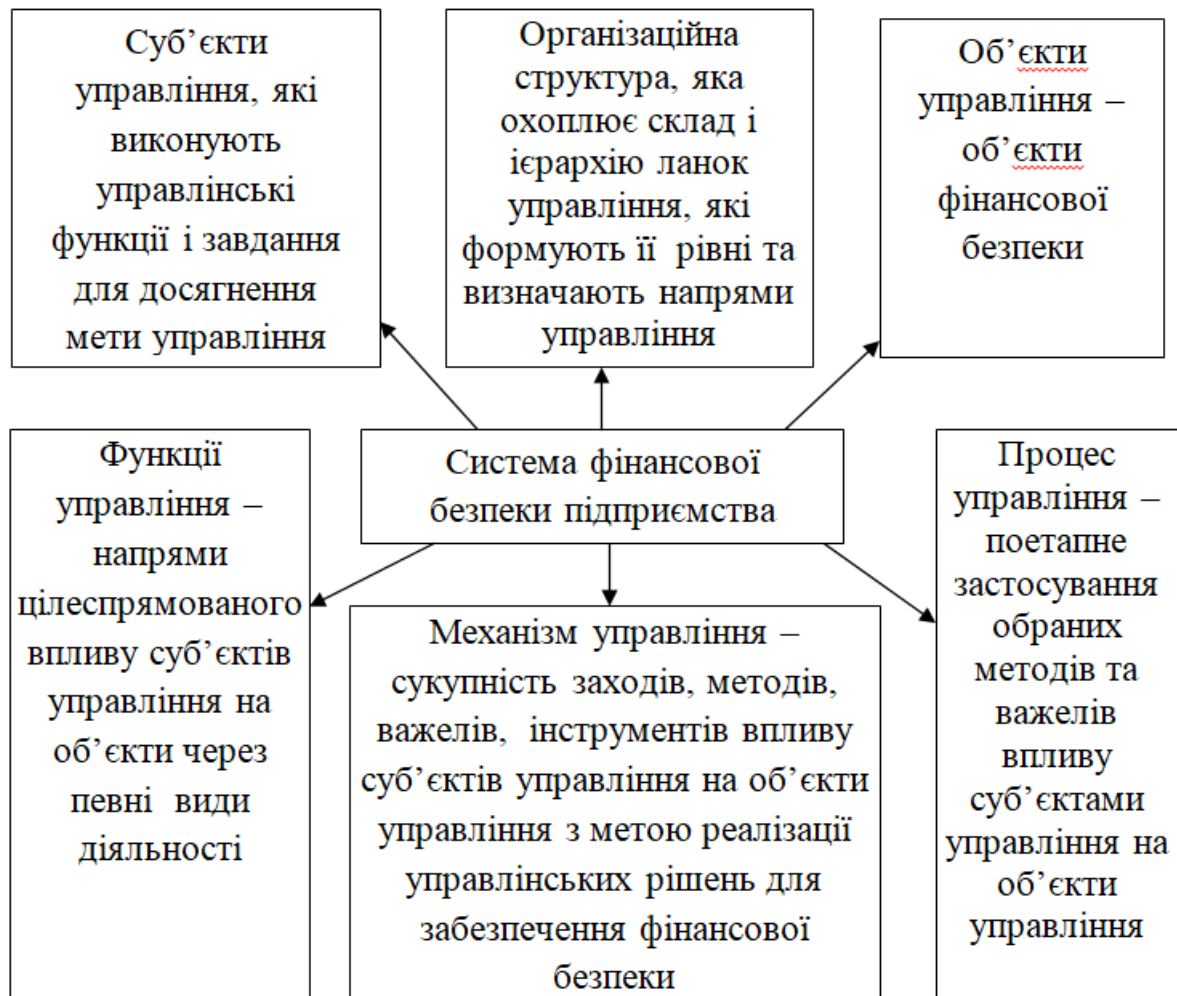 Суб’єкти
управління, які
виконують
управлінські
функції і завдання
для досягнення
мети управління
Організаційна
структура, яка
охоплює склад і
ієрархію ланок
управління, які
формують її рівні та
визначають напрями
управління
Об’єкти
управління –
об’єкти
фінансової
безпеки
Функції
управління –
напрями
цілеспрямованого
впливу суб’єктів
управління на
об’єкти через
певні види
діяльності
Система фінансової
безпеки підприємства
Процес
управління –
поетапне
застосування
обраних
методів та
важелів
впливу
суб’єктами
управління на
об’єкти
управління
Механізм управління –
сукупність заходів, методів,
важелів, інструментів впливу
суб’єктів управління на об’єкти
управління з метою реалізації
управлінських рішень для
забезпечення фінансової
безпеки